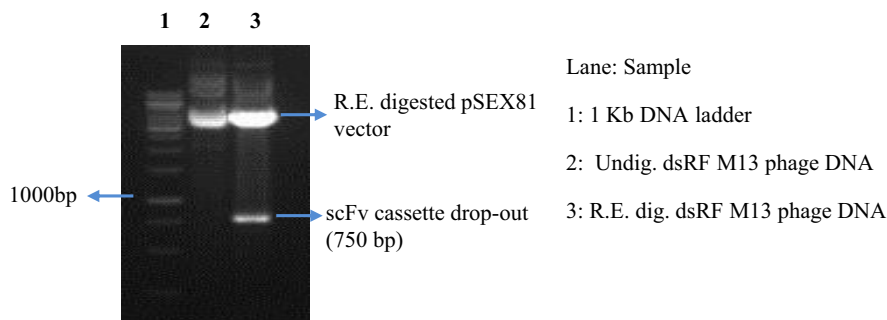 1 2 3
R.E. digested pSEX81
vector
1000bp
scFv cassette drop-out
(750 bp)
Lane: Sample
1: 1 Kb DNA ladder
2: Undig. dsRF M13 phage DNA
3: R.E. dig. dsRF M13 phage DNA